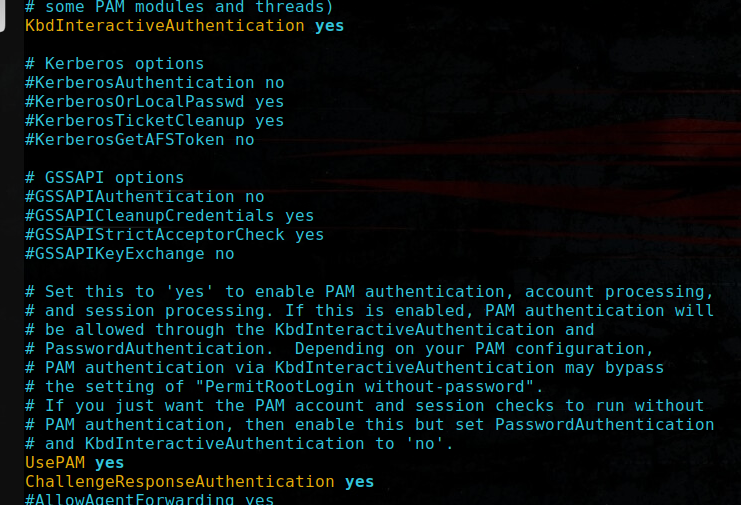 # some PAM modules and threads)
KbdInteractiveAuthentication yes
# Kerberos options
#KerberosAuthentication no
#KerberosOrLocalPasswd yes
#KerberosTicketCleanup yes
#KerberosGetAFSToken no
# GSSAPI options
#GSSAPIAuthentication no
#GSSAPICleanupCredentials yes
#GSSAPIStrictAcceptorCheck yes
#GSSAPIKeyExchange no
# Set this to 'yes' to enable PAM authentication, account processing,
# and session processing. If this is enabled, PAM authentication will
# be allowed through the KbdInteractiveAuthentication and
# PasswordAuthentication.  Depending on your PAM configuration,
# PAM authentication via KbdInteractiveAuthentication may bypass
# the setting of "PermitRootLogin without-password".
# If you just want the PAM account and session checks to run without
# PAM authentication, then enable this but set PasswordAuthentication
# and KbdInteractiveAuthentication to 'no'.
UsePAM yes
ChallengeResponseAuthentication yes
#AllowAgentForwarding yes